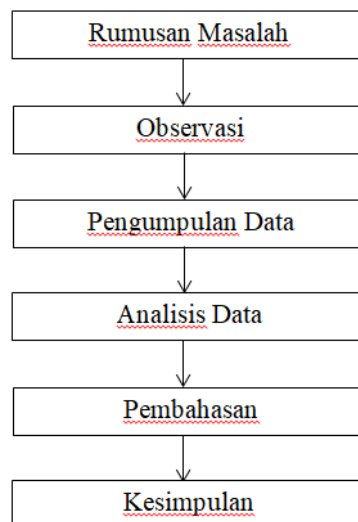 Rumusan Masalah
Observasi
Pengumpulan Data
Analisis Data
Pembahasan
Kesimpulan